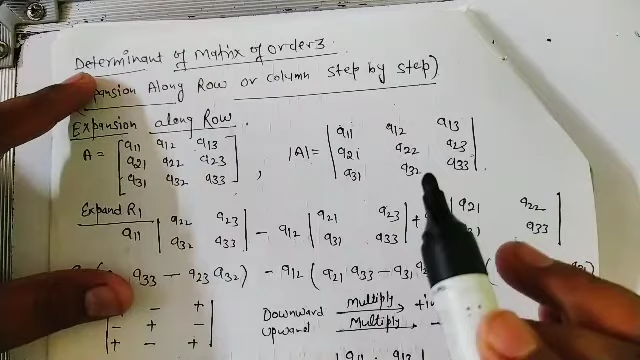 Determinant of Matrix of Order 3.
Expansion Along Row or column step by step)
Expansion along Row
A = [ a11 a12 a13 , |A| = | a11 a12 a13 |
a21 a22 a23 a21 a22 a23
a31 a32 a33 ] a31 a32 a33 .
Expand R1
a11 | a22 a23 | - a12 | a21 a23 | + | a21 a22 |
a32 a33 a31 a33 a33
a33 - a23 a32 ) - a12 ( a21 a33 - a31
- + Downward Multiply →
- + - Upward Multiply → -
+ - +
a11 a13